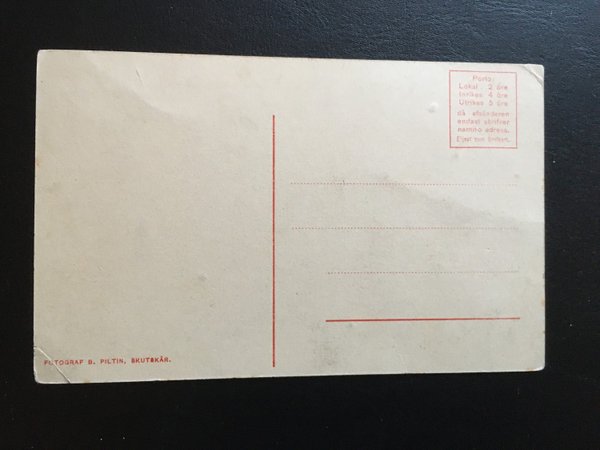 Porto:
Lokal 2 öre
Inrikes 4 öre
Utrikes 5 öre
då afsändaren
endast skrifver
namn o adress.
FOTOGRAF B. PILTIN, SKUTSKÄR.